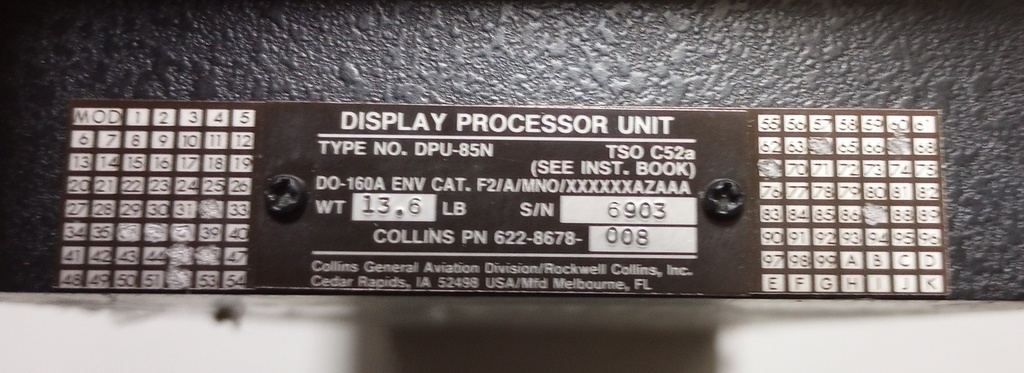 MOD 1 2 3 4 5
6 7 8 9 10 11 12
13 14 15 16 17 18 19
20 21 22 23 24 25 26
27 28 29 30 31 33
34 35 39 40
41 42 43 44 47
48 49 50 51 53 54
DISPLAY PROCESSOR UNIT
TYPE NO. DPU-85N TSO C52a
(SEE INST. BOOK)
DO-160A ENV CAT. F2/A/MNO/XXXXXXAZAAA
WT 13.6 LB S/N 6903
COLLINS PN 622-8678- 008
Collins General Aviation Division/Rockwell Collins, Inc.
Cedar Rapids, IA 52498 USA/Mfd Melbourne, FL
55 56 57 58 59 60 61
62 63 65 66 68
70 71 72 73 74 75
76 77 78 79 80 81 82
83 84 85 86 88 89
90 91 92 93 94 95 96
97 98 99 A B C D
E F G H I J K